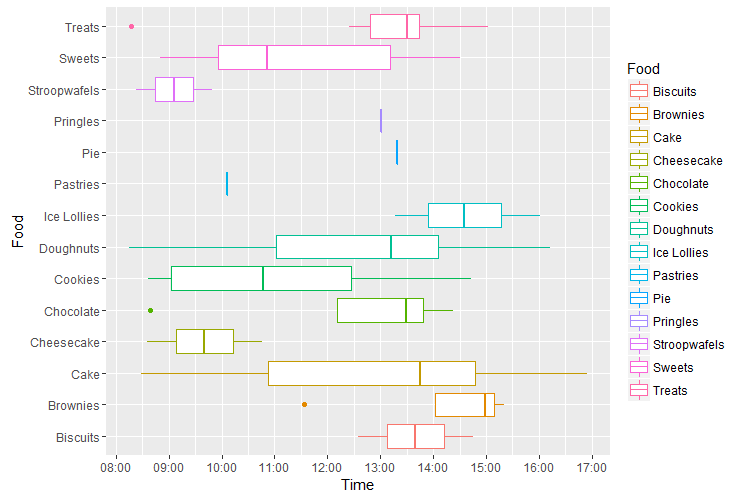 Treats
Sweets
Stroopwafels
Pringles
Pie
Pastries
Ice Lollies
Doughnuts
Cookies
Chocolate
Cheesecake
Cake
Brownies
Biscuits
Food
08:00 09:00 10:00 11:00 12:00 13:00 14:00 15:00 16:00 17:00
Time
Food
Biscuits
Brownies
Cake
Cheesecake
Chocolate
Cookies
Doughnuts
Ice Lollies
Pastries
Pie
Pringles
Stroopwafels
Sweets
Treats